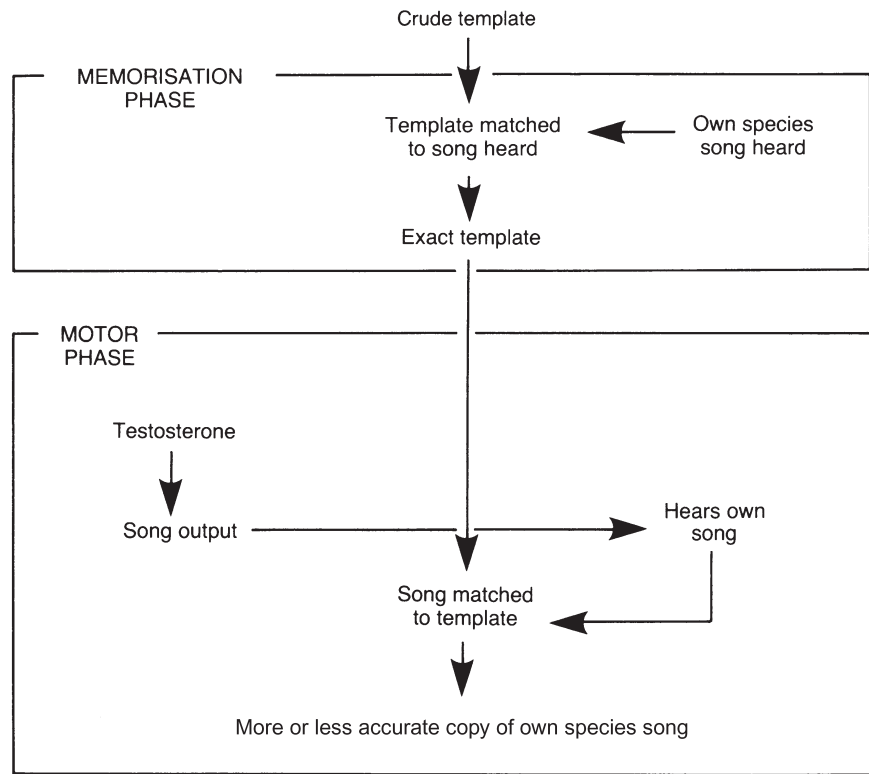 Crude template
MEMORISATION
PHASE
Template matched
to song heard
Own species
song heard
Exact template
MOTOR
PHASE
Testosterone
Song output
Hears own
song
Song matched
to template
More or less accurate copy of own species song